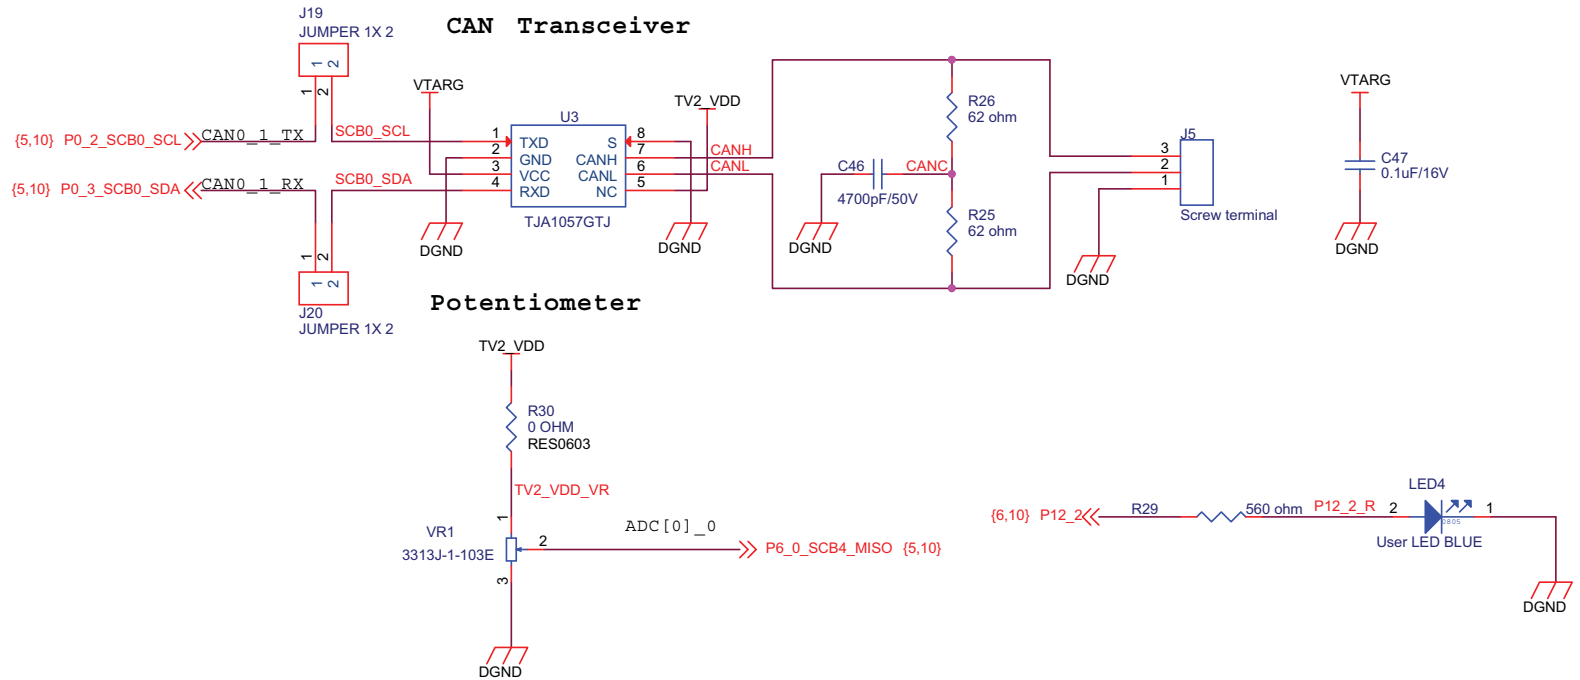 J19
JUMPER 1X 2
CAN Transceiver
1 2
1 2
VTARG
TV2_VDD
VTARG
U3
{5,10} P0_2_SCB0_SCL
CAN0_1_TX
SCB0_SCL
1 TXD
2 GND
3 VCC
4 RXD
S 8
CANH 7
CANL 6
NC 5
TJA1057GTJ
CANH
CANL
{5,10} P0_3_SCB0_SDA
CAN0_1_RX
SCB0_SDA
R26
62 ohm
C46
4700pF/50V
CANC
R25
62 ohm
J5
3
2
1
Screw terminal
C47
0.1uF/16V
DGND
DGND
DGND
DGND
DGND
1 2
1 2
J20
JUMPER 1X 2
Potentiometer
TV2_VDD
R30
0 OHM
RES0603
TV2_VDD_VR
1
VR1
3313J-1-103E
2
3
ADC[0]_0
P6_0_SCB4_MISO {5,10}
DGND
LED4
{6,10} P12_2
R29
560 ohm
P12_2_R
2
1
0805
User LED BLUE
DGND